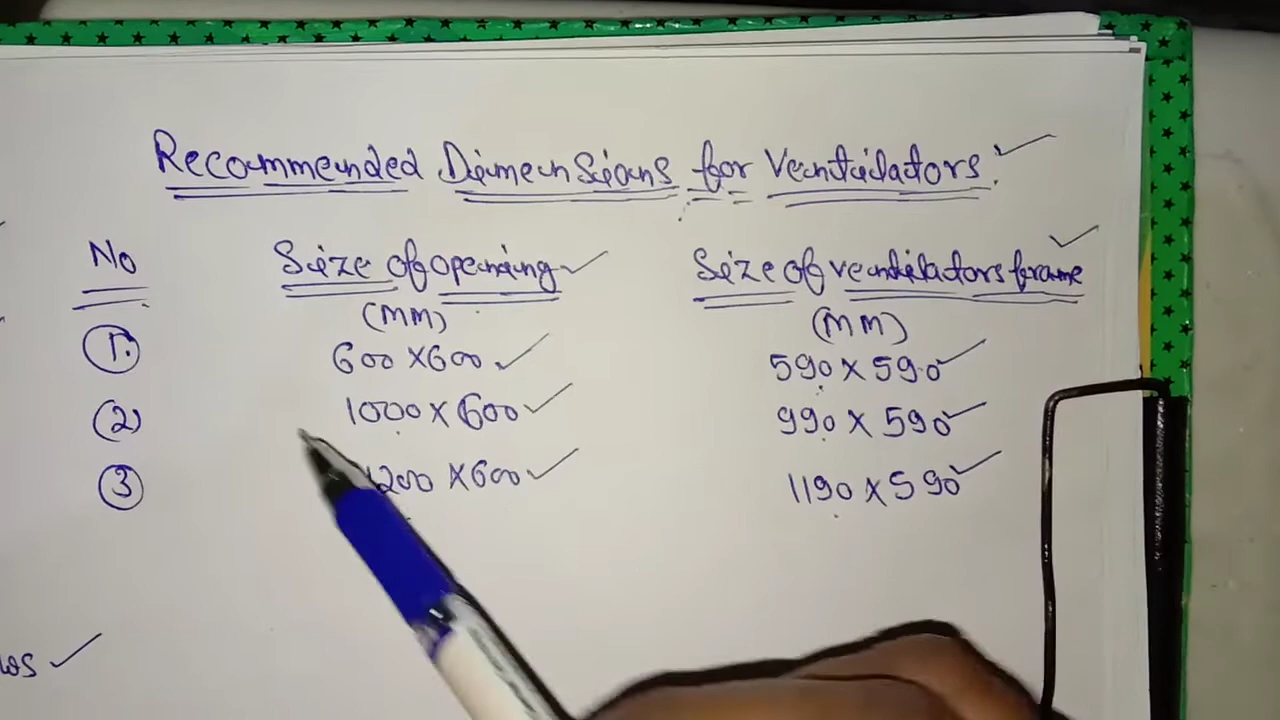 Recommended Dimensions for Ventilators.
No Size of opening Size of ventilators frame
(MM) (MM)
1. 600 X 600 590 X 590
(2) 1000 X 600 990 X 590
3 1200 X 600 1190 X 590